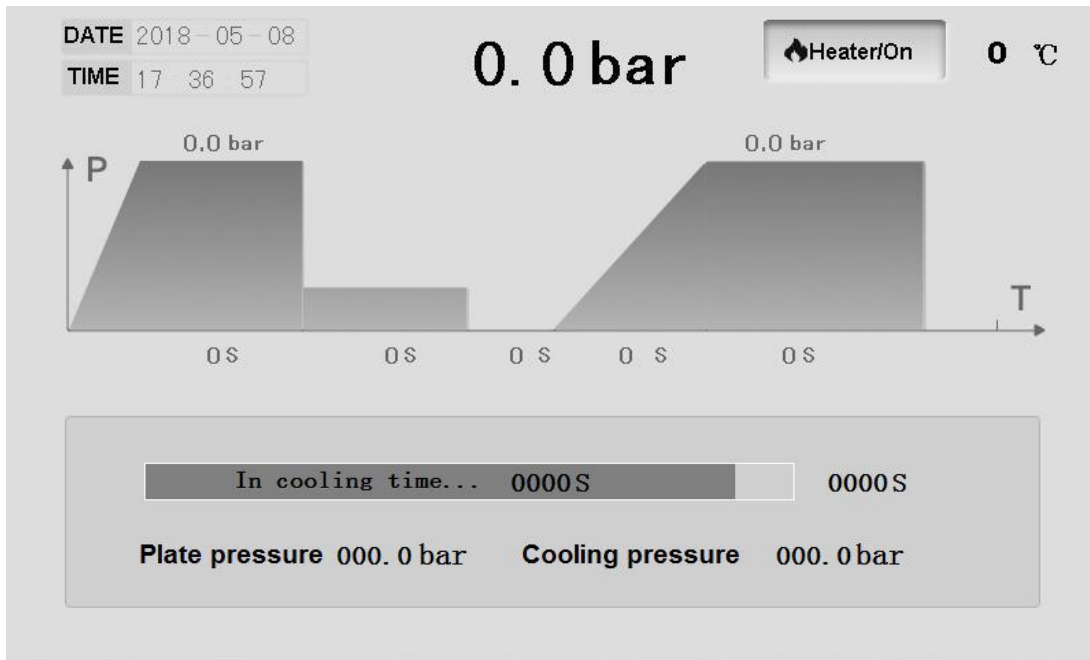 DATE 2018-05-08
TIME 17 36 57
0.0 bar
Heater/On
0 ℃
0.0 bar
0.0 bar
P
T
0S 0S 0 S 0 S 0S
In cooling time... 0000S 0000S
Plate pressure 000.0 bar Cooling pressure 000.0bar